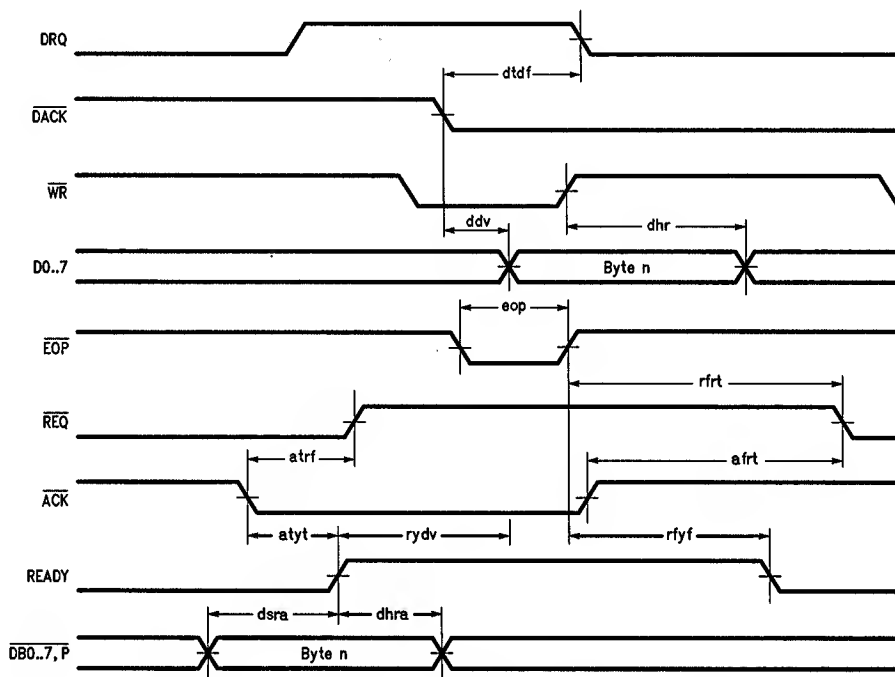 DRQ
dtdf
DACK
WR
ddv dhr
D0..7 Byte n
eop
EOP
rfrt
REQ
atrf afrt
ACK
atyt rydv rfyf
READY
dsra dhra
DB0..7, P Byte n